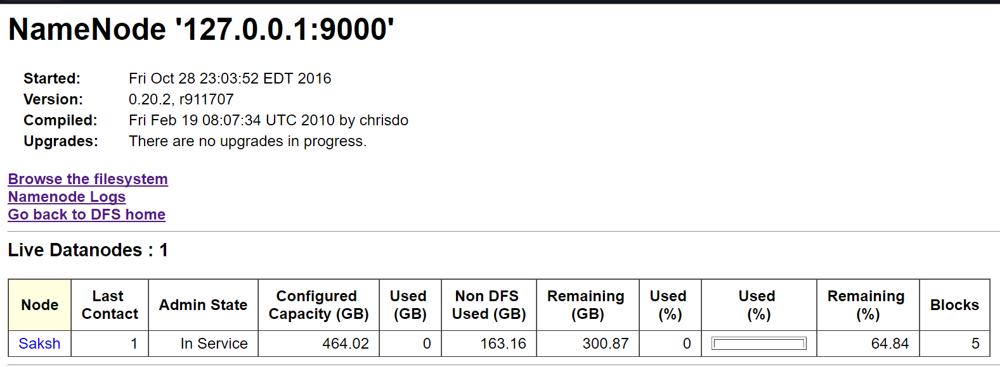 NameNode '127.0.0.1:9000'
Started: Fri Oct 28 23:03:52 EDT 2016
Version: 0.20.2, r911707
Compiled: Fri Feb 19 08:07:34 UTC 2010 by chrisdo
Upgrades: There are no upgrades in progress.
Browse the filesystem
Namenode Logs
Go back to DFS home
Live Datanodes : 1
Node Last Contact Admin State Configured Capacity (GB) Used (GB) Non DFS Used (GB) Remaining (GB) Used (%) Used (%) Remaining (%) Blocks
Saksh 1 In Service 464.02 0 163.16 300.87 0 64.84 5